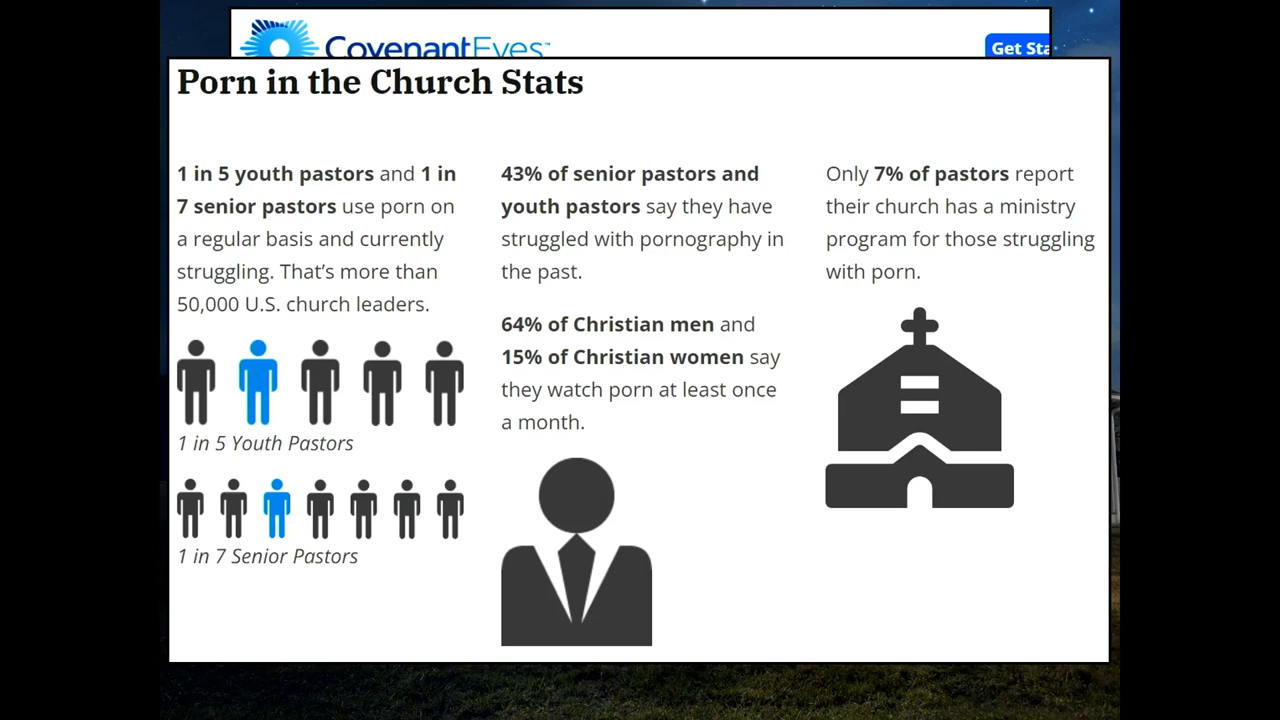 CovenantEyes™
Get Sta
Porn in the Church Stats
1 in 5 youth pastors and 1 in
7 senior pastors use porn on
a regular basis and currently
struggling. That’s more than
50,000 U.S. church leaders.
1 in 5 Youth Pastors
1 in 7 Senior Pastors
43% of senior pastors and
youth pastors say they have
struggled with pornography in
the past.
64% of Christian men and
15% of Christian women say
they watch porn at least once
a month.
Only 7% of pastors report
their church has a ministry
program for those struggling
with porn.